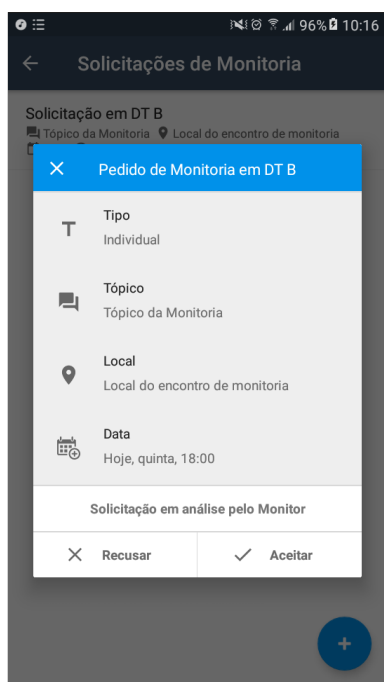 96% 10:16
Solicitações de Monitoria
Solicitação em DT B
Tópico da Monitoria Local do encontro de monitoria
Pedido de Monitoria em DT B
Tipo
Individual
Tópico
Tópico da Monitoria
Local
Local do encontro de monitoria
Data
Hoje, quinta, 18:00
Solicitação em análise pelo Monitor
Recusar Aceitar